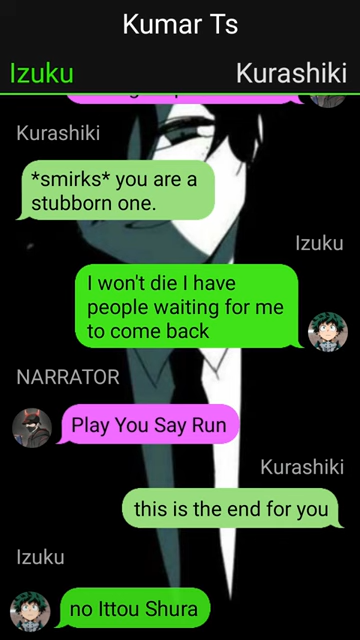 Kumar Ts
Izuku
Kurashiki
Kurashiki
*smirks* you are a
stubborn one.
Izuku
I won't die I have
people waiting for me
to come back
NARRATOR
Play You Say Run
Kurashiki
this is the end for you
Izuku
no Ittou Shura